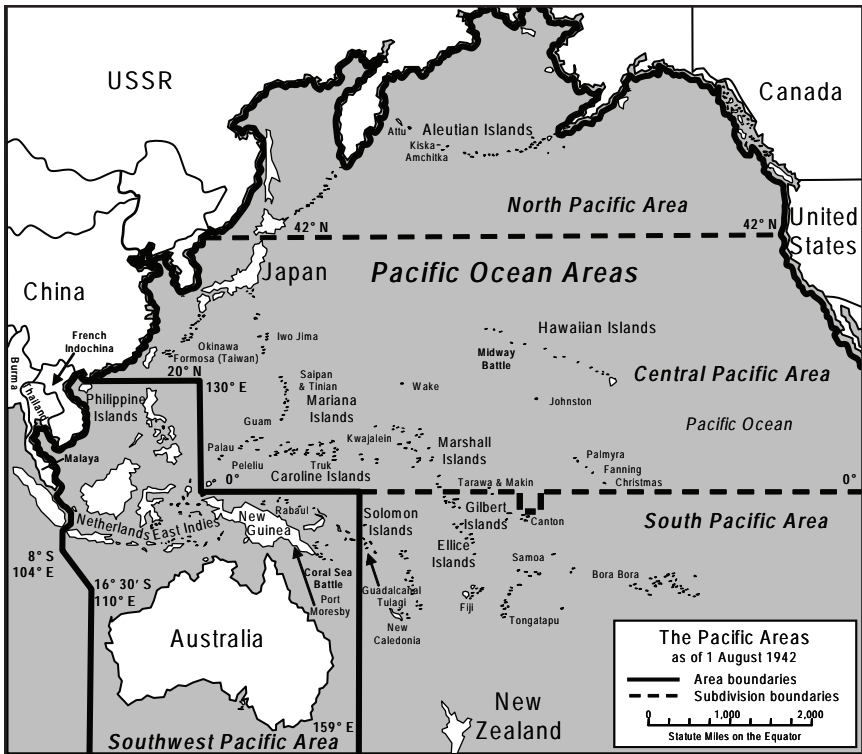 USSR
Canada
Attu
Aleutian Islands
Kiska
Amchitka
North Pacific Area
42° N
42° N
United
States
Japan
Pacific Ocean Areas
China
French
Indochina
Burma
Thailand
Okinawa
Formosa (Taiwan)
Iwo Jima
Hawaiian Islands
Midway
Battle
20° N
130° E
Saipan
& Tinian
Mariana
Islands
Wake
Central Pacific Area
Johnston
Philippine
Islands
Guam
Pacific Ocean
Malaya
Palau
Peleliu
Truk
Caroline Islands
Kwajalein
Marshall
Islands
Palmyra
Fanning
Christmas
0°
Tarawa & Makin
0°
Netherlands East Indies
New
Guinea
Rabaul
Solomon
Islands
Gilbert
Islands
Canton
South Pacific Area
Ellice
Islands
8° S
104° E
16° 30' S
110° E
Coral Sea
Battle
Port
Moresby
Guadalcanal
Tulagi
New
Caledonia
Samoa
Fiji
Tongatapu
Bora Bora
Australia
159° E
Southwest Pacific Area
New
Zealand
The Pacific Areas
as of 1 August 1942
Area boundaries
Subdivision boundaries
0 1,000 2,000
Statute Miles on the Equator